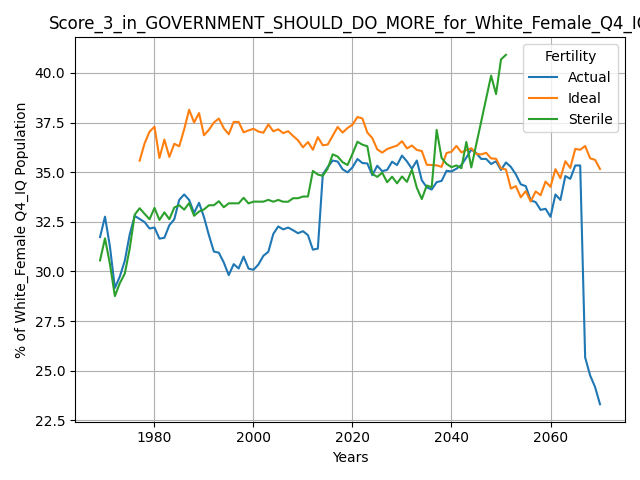 Score_3_in_GOVERNMENT_SHOULD_DO_MORE_for_White_Female_Q4_IQ
% of White_Female Q4_IQ Population
40.0
37.5
35.0
32.5
30.0
27.5
25.0
22.5
Fertility
Actual
Ideal
Sterile
1980
2000
2020
2040
2060
Years